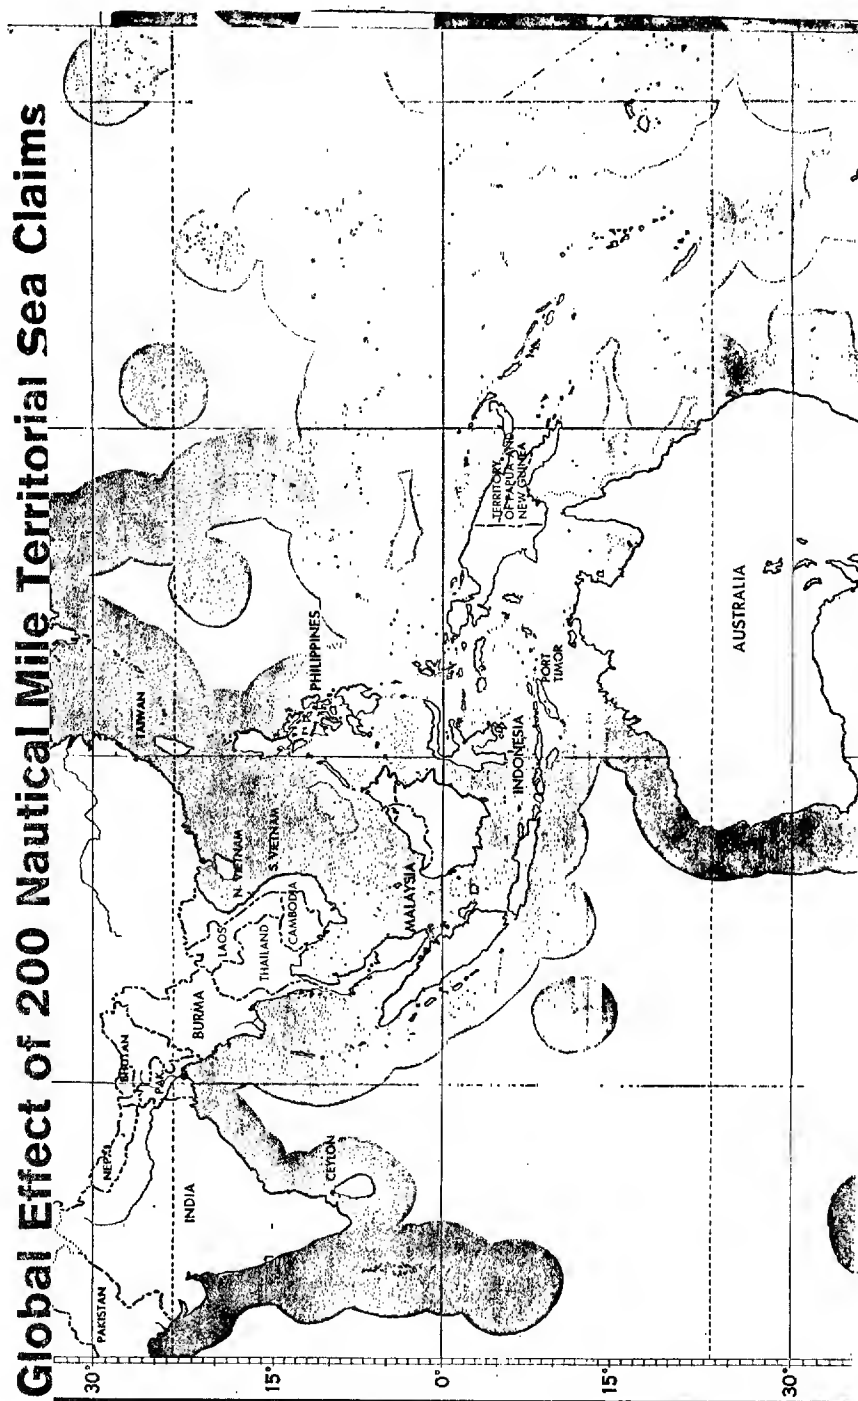 Global Effect of 200 Nautical Mile Territorial Sea Claims
30°
15°
0°
15°
30°
PAKISTAN
NEPAL
BHUTAN
PAK.
INDIA
CEYLON
BURMA
LAOS
THAILAND
CAMBODIA
N. VIETNAM
S. VIETNAM
TAIWAN
PHILIPPINES
MALAYSIA
INDONESIA
PORT
TIMOR
TERRITORY
OF PAPUA AND
NEW GUINEA
AUSTRALIA